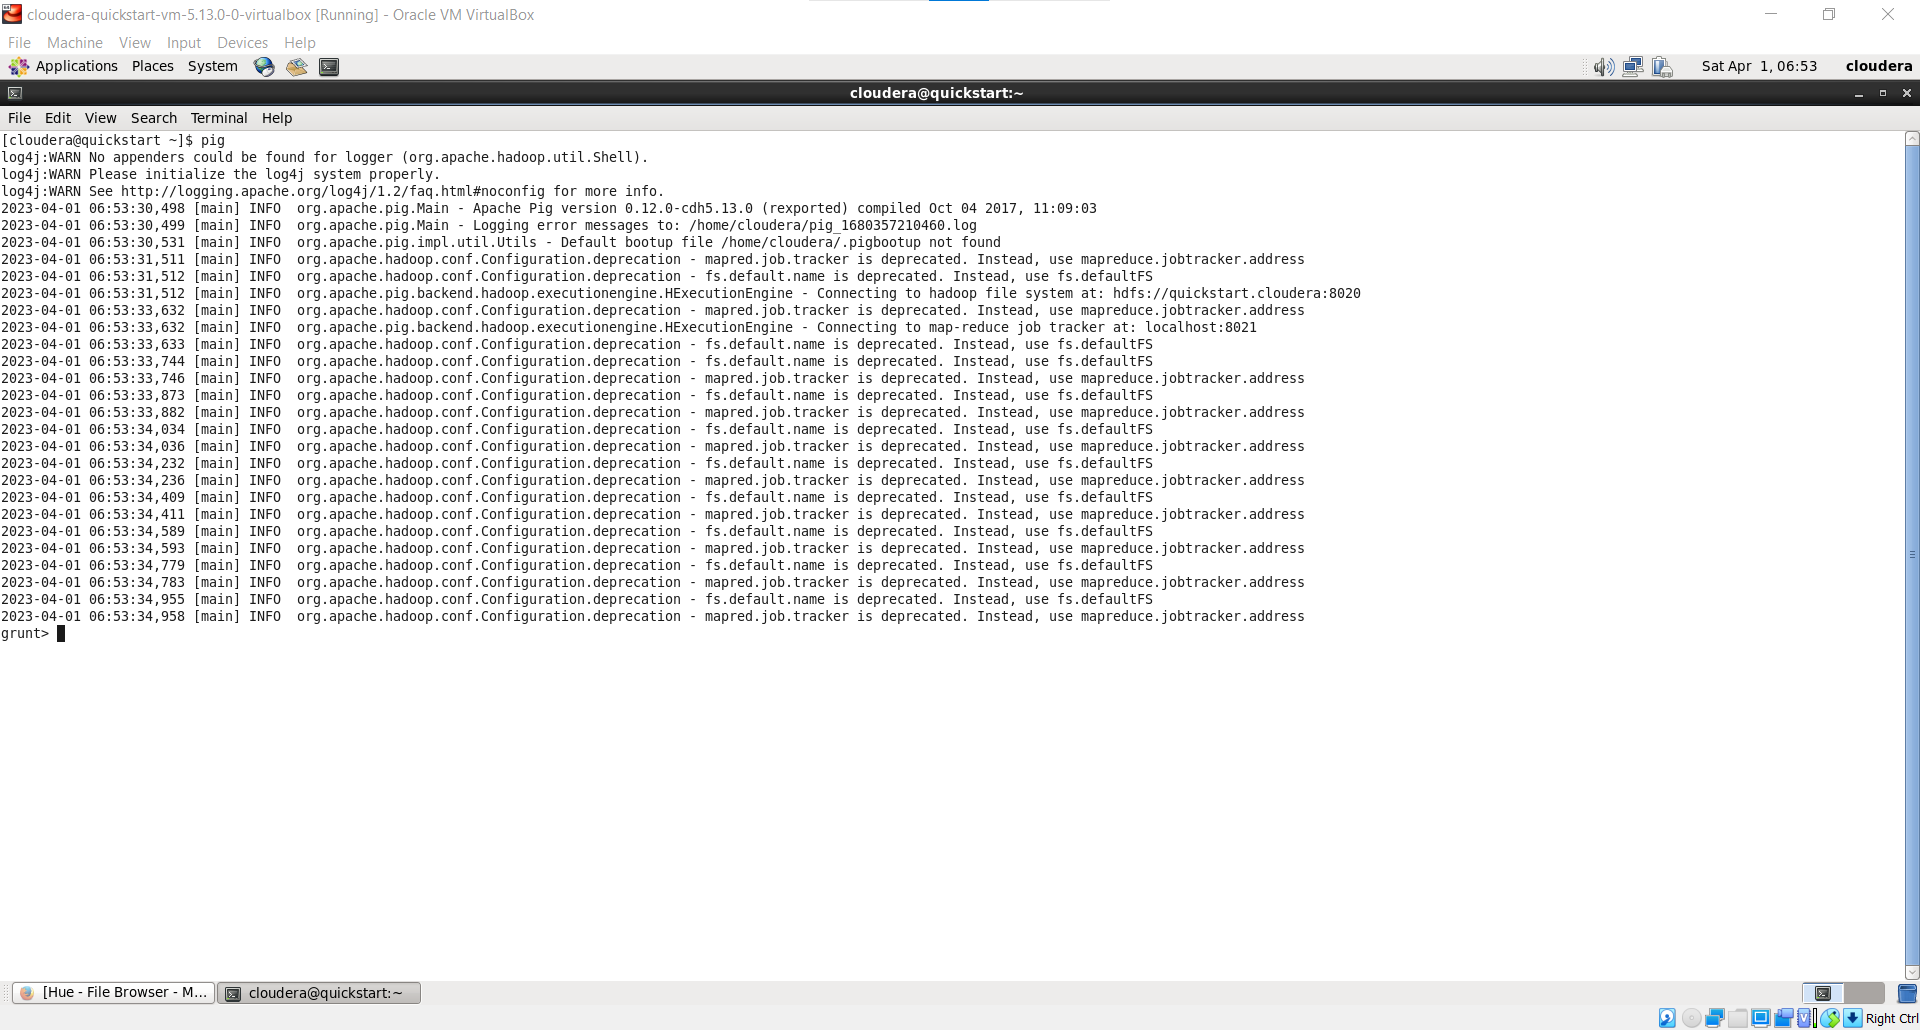 cloudera-quickstart-vm-5.13.0-0-virtualbox [Running] - Oracle VM VirtualBox
File Machine View Input Devices Help
Applications Places System Sat Apr 1, 06:53 cloudera
cloudera@quickstart:~
File Edit View Search Terminal Help
[cloudera@quickstart ~]$ pig
log4j:WARN No appenders could be found for logger (org.apache.hadoop.util.Shell).
log4j:WARN Please initialize the log4j system properly.
log4j:WARN See http://logging.apache.org/log4j/1.2/faq.html#noconfig for more info.
2023-04-01 06:53:30,498 [main] INFO  org.apache.pig.Main - Apache Pig version 0.12.0-cdh5.13.0 (rexported) compiled Oct 04 2017, 11:09:03
2023-04-01 06:53:30,499 [main] INFO  org.apache.pig.Main - Logging error messages to: /home/cloudera/pig_1680357210460.log
2023-04-01 06:53:30,531 [main] INFO  org.apache.pig.impl.util.Utils - Default bootup file /home/cloudera/.pigbootup not found
2023-04-01 06:53:31,511 [main] INFO  org.apache.hadoop.conf.Configuration.deprecation - mapred.job.tracker is deprecated. Instead, use mapreduce.jobtracker.address
2023-04-01 06:53:31,512 [main] INFO  org.apache.hadoop.conf.Configuration.deprecation - fs.default.name is deprecated. Instead, use fs.defaultFS
2023-04-01 06:53:31,512 [main] INFO  org.apache.pig.backend.hadoop.executionengine.HExecutionEngine - Connecting to hadoop file system at: hdfs://quickstart.cloudera:8020
2023-04-01 06:53:33,632 [main] INFO  org.apache.hadoop.conf.Configuration.deprecation - mapred.job.tracker is deprecated. Instead, use mapreduce.jobtracker.address
2023-04-01 06:53:33,632 [main] INFO  org.apache.pig.backend.hadoop.executionengine.HExecutionEngine - Connecting to map-reduce job tracker at: localhost:8021
2023-04-01 06:53:33,633 [main] INFO  org.apache.hadoop.conf.Configuration.deprecation - fs.default.name is deprecated. Instead, use fs.defaultFS
2023-04-01 06:53:33,744 [main] INFO  org.apache.hadoop.conf.Configuration.deprecation - fs.default.name is deprecated. Instead, use fs.defaultFS
2023-04-01 06:53:33,746 [main] INFO  org.apache.hadoop.conf.Configuration.deprecation - mapred.job.tracker is deprecated. Instead, use mapreduce.jobtracker.address
2023-04-01 06:53:33,873 [main] INFO  org.apache.hadoop.conf.Configuration.deprecation - fs.default.name is deprecated. Instead, use fs.defaultFS
2023-04-01 06:53:33,882 [main] INFO  org.apache.hadoop.conf.Configuration.deprecation - mapred.job.tracker is deprecated. Instead, use mapreduce.jobtracker.address
2023-04-01 06:53:34,034 [main] INFO  org.apache.hadoop.conf.Configuration.deprecation - fs.default.name is deprecated. Instead, use fs.defaultFS
2023-04-01 06:53:34,036 [main] INFO  org.apache.hadoop.conf.Configuration.deprecation - mapred.job.tracker is deprecated. Instead, use mapreduce.jobtracker.address
2023-04-01 06:53:34,232 [main] INFO  org.apache.hadoop.conf.Configuration.deprecation - fs.default.name is deprecated. Instead, use fs.defaultFS
2023-04-01 06:53:34,236 [main] INFO  org.apache.hadoop.conf.Configuration.deprecation - mapred.job.tracker is deprecated. Instead, use mapreduce.jobtracker.address
2023-04-01 06:53:34,409 [main] INFO  org.apache.hadoop.conf.Configuration.deprecation - fs.default.name is deprecated. Instead, use fs.defaultFS
2023-04-01 06:53:34,411 [main] INFO  org.apache.hadoop.conf.Configuration.deprecation - mapred.job.tracker is deprecated. Instead, use mapreduce.jobtracker.address
2023-04-01 06:53:34,589 [main] INFO  org.apache.hadoop.conf.Configuration.deprecation - fs.default.name is deprecated. Instead, use fs.defaultFS
2023-04-01 06:53:34,593 [main] INFO  org.apache.hadoop.conf.Configuration.deprecation - mapred.job.tracker is deprecated. Instead, use mapreduce.jobtracker.address
2023-04-01 06:53:34,779 [main] INFO  org.apache.hadoop.conf.Configuration.deprecation - fs.default.name is deprecated. Instead, use fs.defaultFS
2023-04-01 06:53:34,783 [main] INFO  org.apache.hadoop.conf.Configuration.deprecation - mapred.job.tracker is deprecated. Instead, use mapreduce.jobtracker.address
2023-04-01 06:53:34,955 [main] INFO  org.apache.hadoop.conf.Configuration.deprecation - fs.default.name is deprecated. Instead, use fs.defaultFS
2023-04-01 06:53:34,958 [main] INFO  org.apache.hadoop.conf.Configuration.deprecation - mapred.job.tracker is deprecated. Instead, use mapreduce.jobtracker.address
grunt>
[Hue - File Browser - M... cloudera@quickstart:~
Right Ctrl